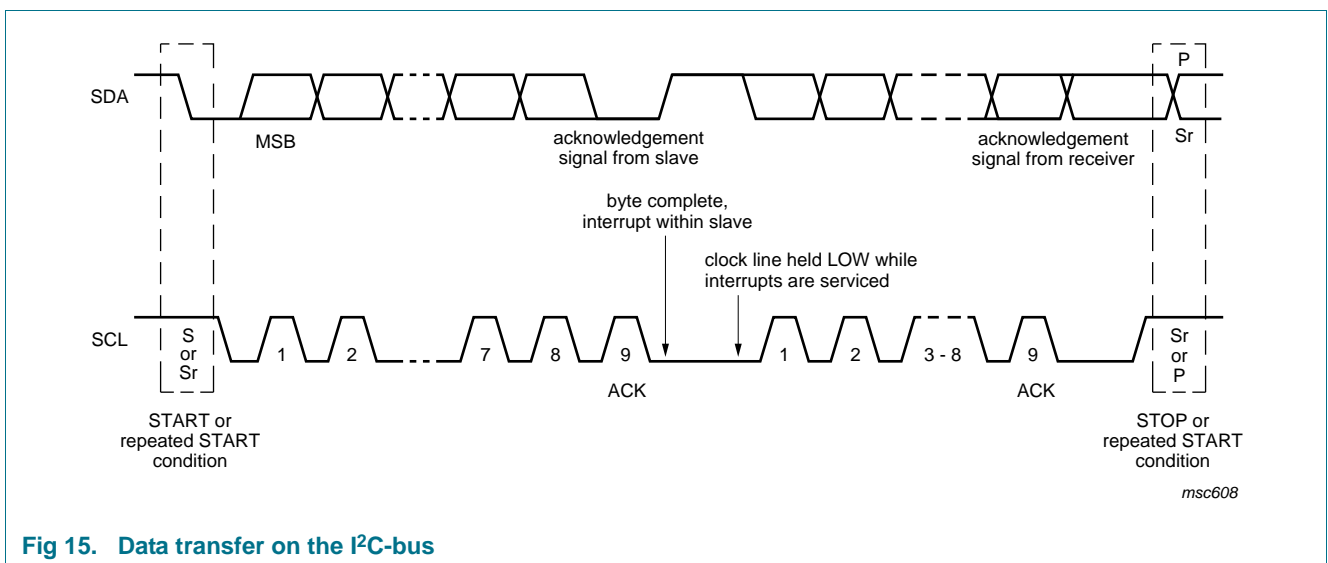 P
SDA
MSB
acknowledgement
signal from slave
acknowledgement
signal from receiver
Sr
byte complete,
interrupt within slave
clock line held LOW while
interrupts are serviced
SCL
S
or
Sr
1
2
7
8
9
1
2
3 - 8
9
Sr
or
P
ACK
ACK
START or
repeated START
condition
STOP or
repeated START
condition
msc608
Fig 15. Data transfer on the I²C-bus